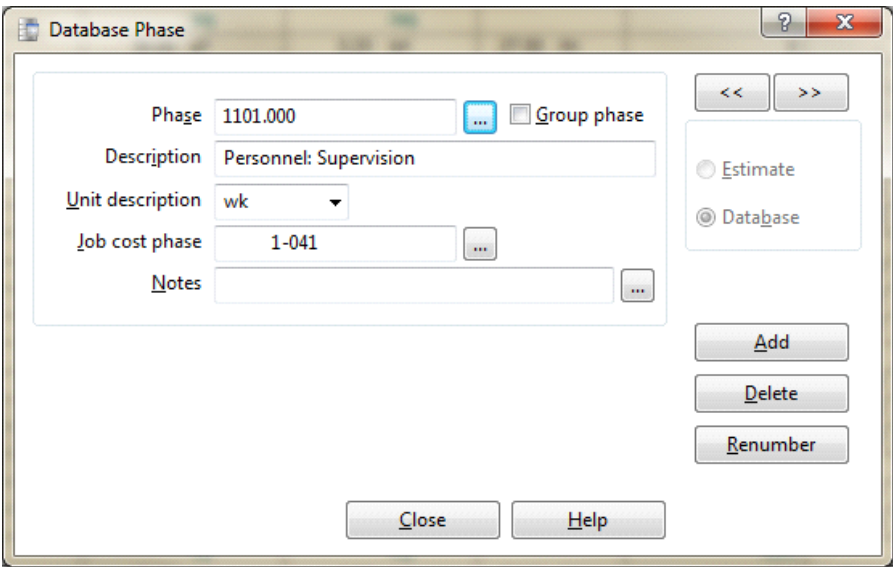 Database Phase
?
X
<< >>
Phase 1101.000 ... Group phase
Description Personnel: Supervision
Estimate
Unit description wk
Database
Job cost phase 1-041 ...
Notes ...
Add
Delete
Renumber
Close Help